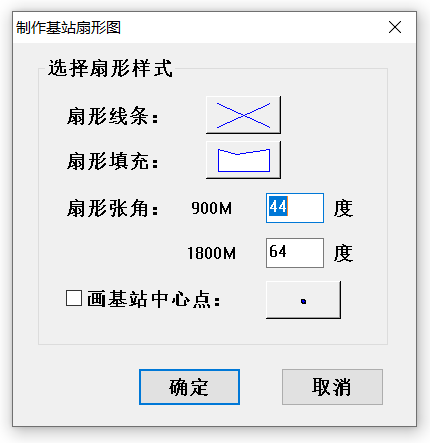 制作基站扇形图
选择扇形样式
扇形线条：
扇形填充：
扇形张角： 900M 44 度
1800M 64 度
画基站中心点：
确定 取消